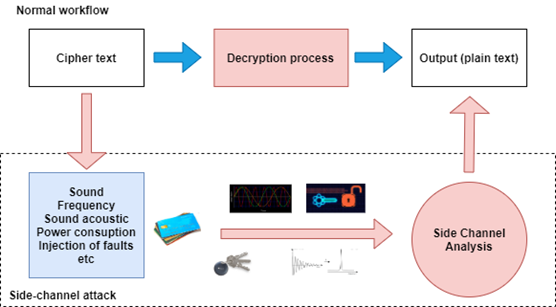 Normal workflow
Cipher text
Decryption process
Output (plain text)
Sound
Frequency
Sound acoustic
Power consuption
Injection of faults
etc
Side Channel
Analysis
Side-channel attack